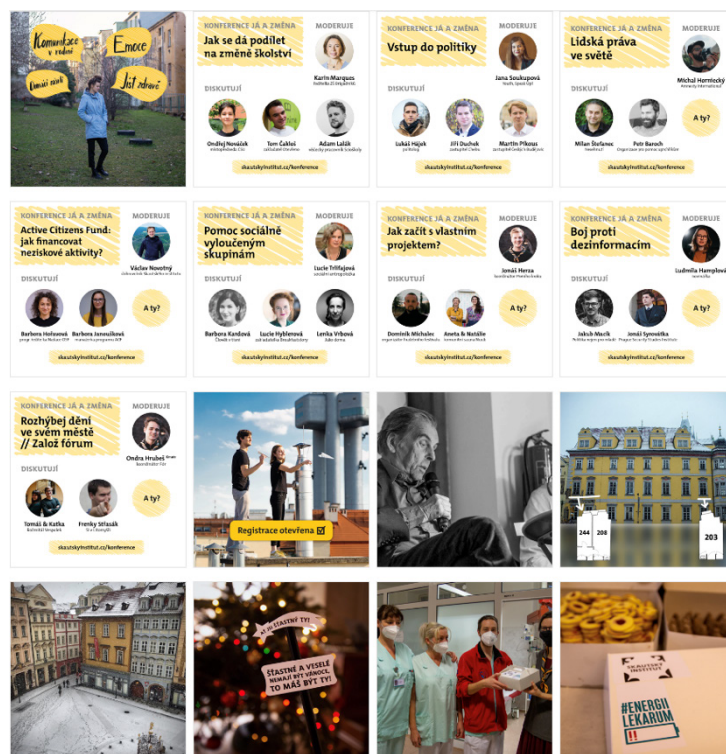 Komunikace
v rodině
Emoce
Domácí násilí
Jíst zdravě
KONFERENCE JÁ A ZMĚNA
MODERUJE
Jak se dá podílet
na změně školství
Karin Marques
DISKUTUJÍ
Ondřej Nováček
Tom Čakloš
Adam Lalák
skautskyinstitut.cz/konference
KONFERENCE JÁ A ZMĚNA
MODERUJE
Vstup do politiky
Jana Soukupová
DISKUTUJÍ
Lukáš Hájek
politolog
Jiří Duchek
Martin Pikous
skautskyinstitut.cz/konference
KONFERENCE JÁ A ZMĚNA
MODERUJE
Lidská práva
ve světě
Michal Hornický
Amnesty International
DISKUTUJÍ
A ty?
Milan Štefanec
Petr Baroch
skautskyinstitut.cz/konference
KONFERENCE JÁ A ZMĚNA
MODERUJE
Active Citizens Fund:
jak financovat
neziskové aktivity?
Václav Novotný
DISKUTUJÍ
A ty?
Barbora Hořavová
Barbora Janoušková
skautskyinstitut.cz/konference
KONFERENCE JÁ A ZMĚNA
MODERUJE
Pomoc sociálně
vyloučeným
skupinám
Lucie Trlifajová
DISKUTUJÍ
Barbora Kanžová
Lucie Hyblerová
Lenka Vrbová
skautskyinstitut.cz/konference
KONFERENCE JÁ A ZMĚNA
MODERUJE
Jak začít s vlastním
projektem?
Jonáš Herza
DISKUTUJÍ
A ty?
Dominik Michalec
Aneta & Natálie
skautskyinstitut.cz/konference
KONFERENCE JÁ A ZMĚNA
MODERUJE
Boj proti
dezinformacím
Ludmila Hamplová
DISKUTUJÍ
A ty?
Jakub Macík
Jonáš Syrovátka
skautskyinstitut.cz/konference
KONFERENCE JÁ A ZMĚNA
MODERUJE
Rozhýbej dění
ve svém městě
// Založ fórum
Ondra Hrubeš
DISKUTUJÍ
A ty?
Tomáš & Katka
Frenky Střasák
skautskyinstitut.cz/konference
Registrace otevřena
244
208
203
AŤ JSI ŠŤASTNÝ TY!
ŠŤASTNÉ A VESELÉ
NEMAJÍ BÝT VÁNOCE,
TO MÁŠ BÝT TY!
SKAUTSKÝ
INSTITUT
#ENERGII
LEKARUM
!!